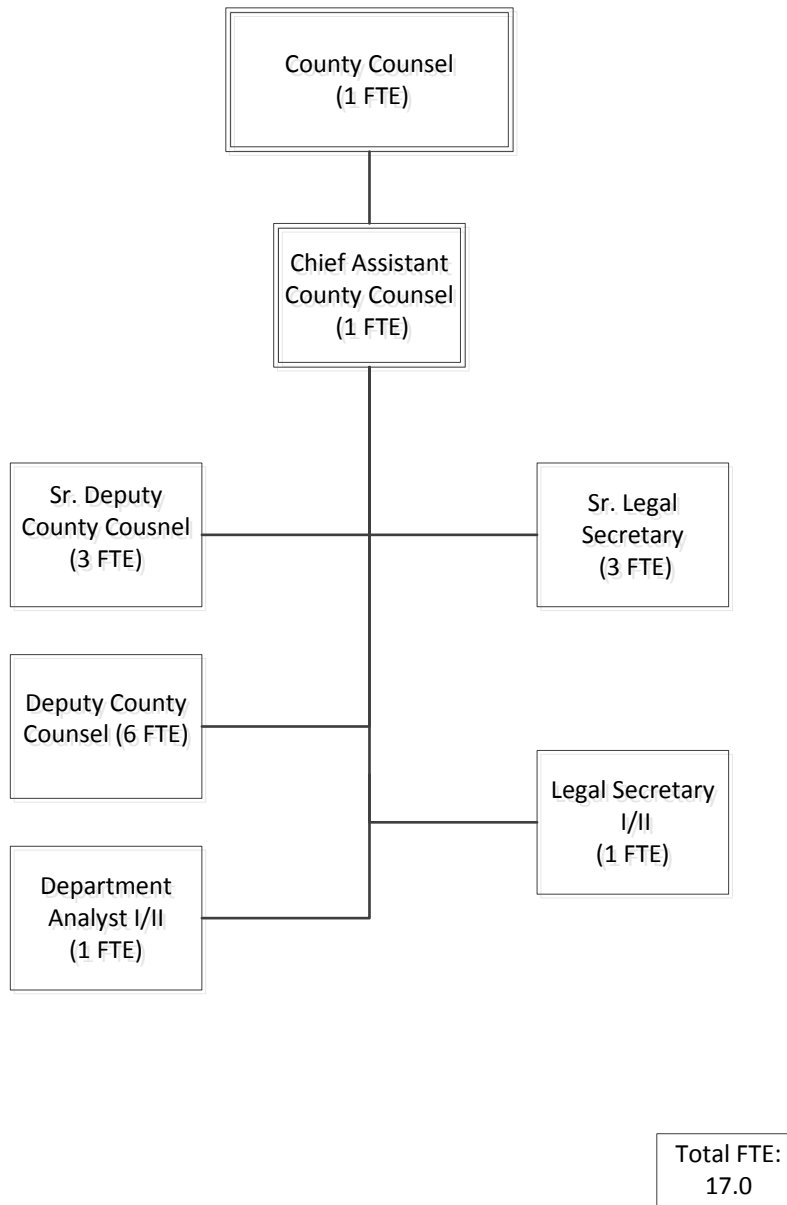 County Counsel
(1 FTE)
Chief Assistant
County Counsel
(1 FTE)
Sr. Deputy
County Cousnel
(3 FTE)
Sr. Legal
Secretary
(3 FTE)
Deputy County
Counsel (6 FTE)
Legal Secretary
I/II
(1 FTE)
Department
Analyst I/II
(1 FTE)
Total FTE:
17.0